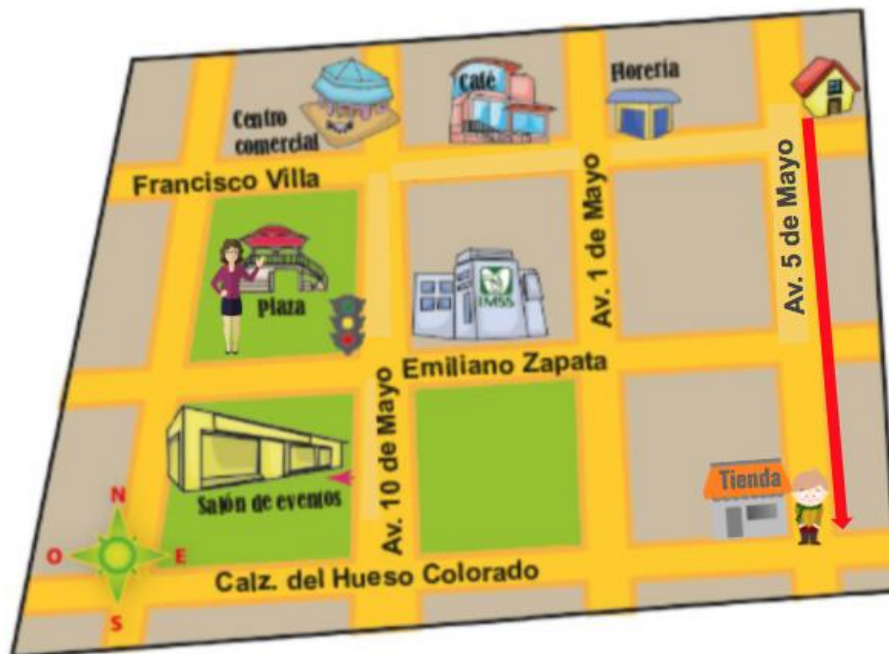 Centro
comercial
Café
Florería
Francisco Villa
Av. 1 de Mayo
Av. 5 de Mayo
Plaza
IMSS
Emiliano Zapata
Av. 10 de Mayo
Salón de eventos
Tienda
N
O
E
S
Calz. del Hueso Colorado